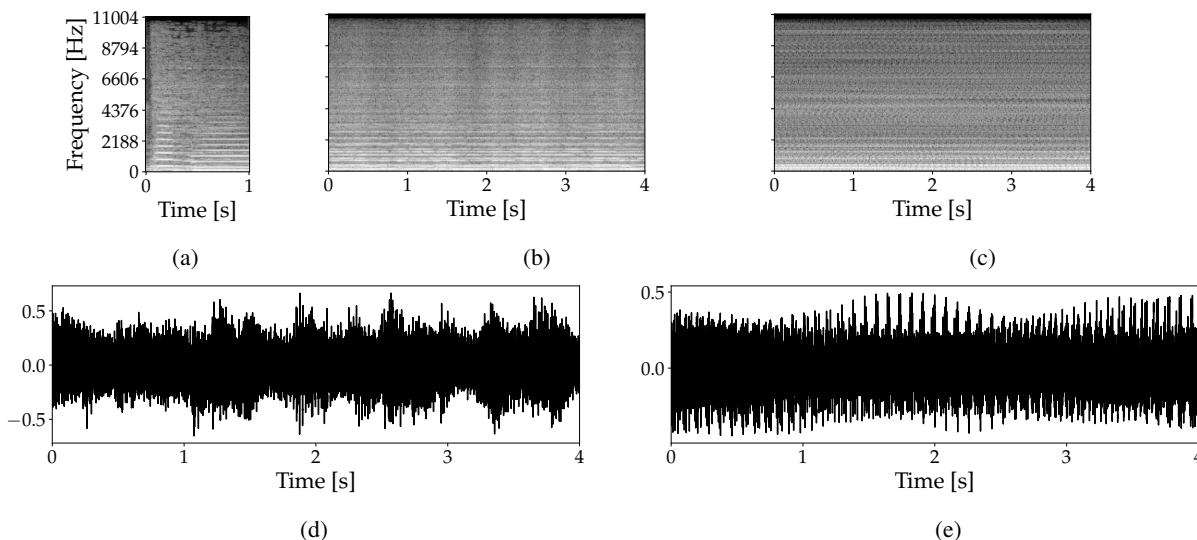 11004
8794
6606
4376
2188
0
Frequency [Hz]
0 1
Time [s]
(a)
0 1 2 3 4
Time [s]
(b)
0 1 2 3 4
Time [s]
(c)
0.5
0.0
−0.5
0 1 2 3 4
Time [s]
(d)
0.5
0.0
0 1 2 3 4
Time [s]
(e)